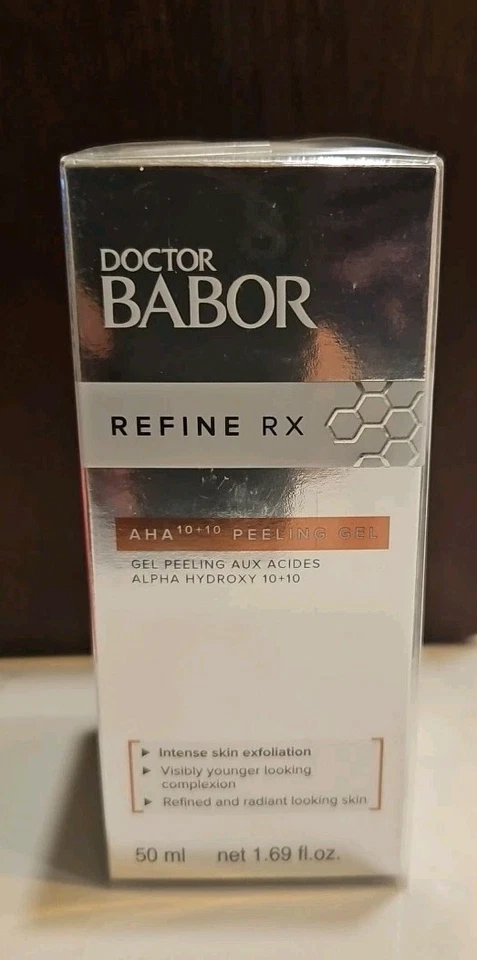 DOCTOR
BABOR
REFINE RX
AHA10+10 PEELING GEL
GEL PEELING AUX ACIDES
ALPHA HYDROXY 10+10
▶ Intense skin exfoliation
▶ Visibly younger looking
complexion
▶ Refined and radiant looking skin
50 ml net 1.69 fl.oz.